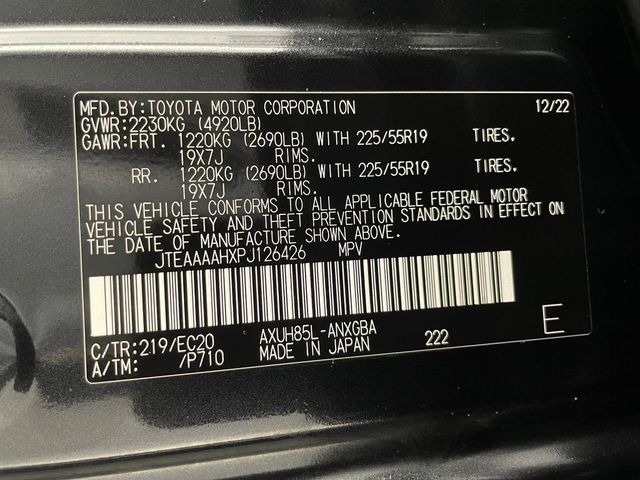 MFD.BY:TOYOTA MOTOR CORPORATION 12/22
GVWR:2230KG (4920LB)
GAWR:FRT. 1220KG (2690LB) WITH 225/55R19 TIRES.
19X7J RIMS.
RR. 1220KG (2690LB) WITH 225/55R19 TIRES.
19X7J RIMS.
THIS VEHICLE CONFORMS TO ALL APPLICABLE FEDERAL MOTOR
VEHICLE SAFETY AND THEFT PREVENTION STANDARDS IN EFFECT ON
THE DATE OF MANUFACTURE SHOWN ABOVE.
JTEAAAAHXPJ126426 MPV
C/TR:219/EC20 AXUH85L-ANXGBA E
A/TM: /P710 MADE IN JAPAN 222